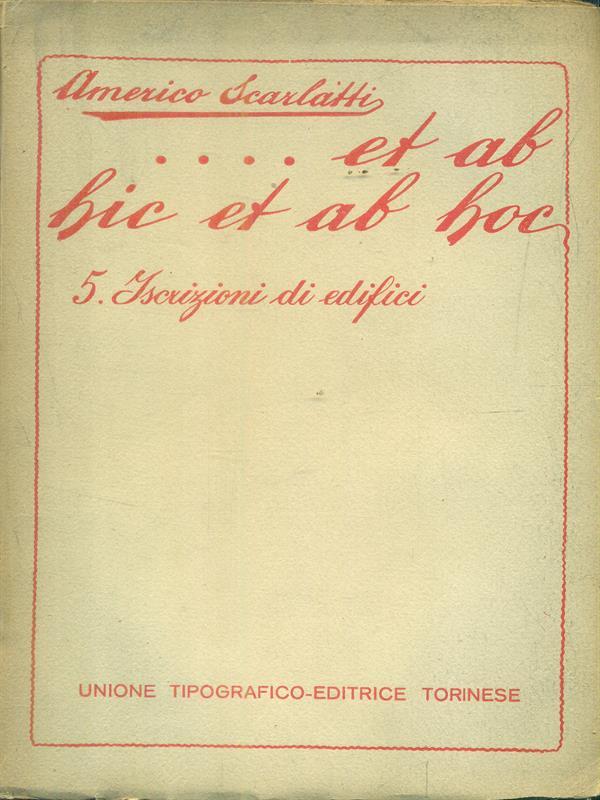 Americo Scarlatti
.... et ab
hic et ab hoc
5. Iscrizioni di edifici
UNIONE TIPOGRAFICO-EDITRICE TORINESE